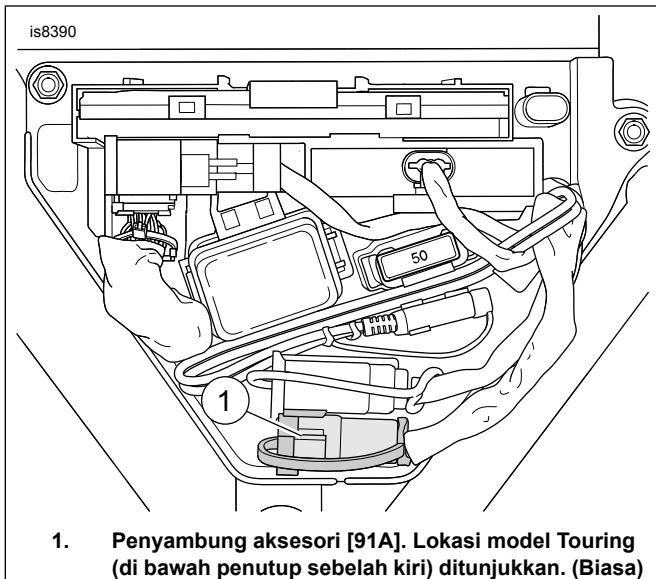 is8390
50
1
1. Penyambung aksesori [91A]. Lokasi model Touring
(di bawah penutup sebelah kiri) ditunjukkan. (Biasa)